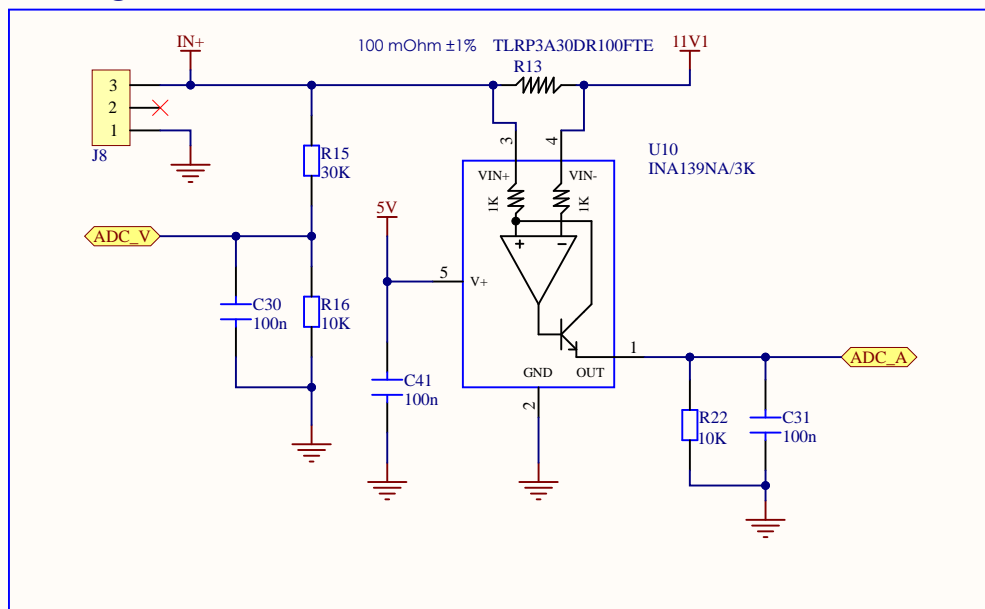 IN+
100 mOhm ±1% TLRP3A30DR100FTE
R13
11V1
3
2
1
J8
R15
30K
3
4
U10
INA139NA/3K
VIN+
VIN-
1K
1K
5V
ADC_V
+
−
5
V+
C30
100n
R16
10K
1
ADC_A
GND
OUT
C41
100n
2
R22
10K
C31
100n